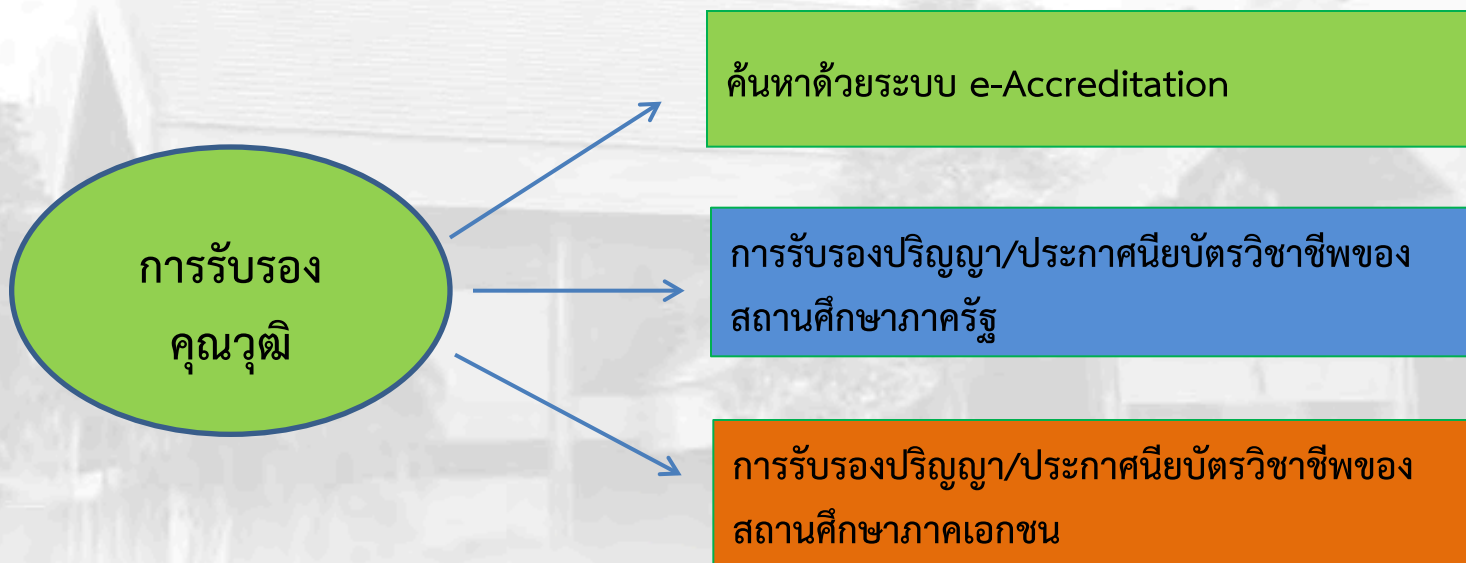 การรับรอง
คุณวุฒิ
ค้นหาด้วยระบบ e-Accreditation
การรับรองปริญญา/ประกาศนียบัตรวิชาชีพของ
สถานศึกษาภาครัฐ
การรับรองปริญญา/ประกาศนียบัตรวิชาชีพของ
สถานศึกษาภาคเอกชน